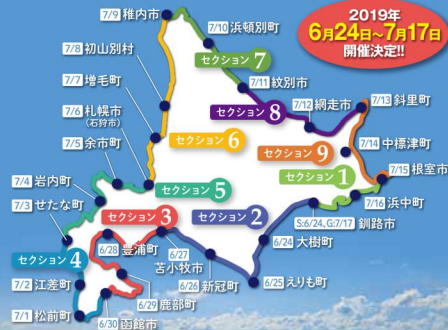 2019年
6月24日〜7月17日
開催決定!!
7/9 稚内市
7/10 浜頓別町
7/8 初山別村
セクション 7
7/11 紋別市
7/7 増毛町
セクション 8
7/12 網走市
7/13 斜里町
7/6 札幌市
(石狩市)
セクション 6
セクション 9
7/14 中標津町
7/5 余市町
7/15 根室市
セクション 1
7/4 岩内町
セクション 5
7/16 浜中町
7/3 せたな町
セクション 3
セクション 2
S:6/24、G:7/17 釧路市
6/28 豊浦町
6/27
苫小牧市
6/24 大樹町
セクション 4
7/2 江差町
6/29 鹿部町
6/26 新冠町
6/25 えりも町
7/1 松前町
6/30 函館市